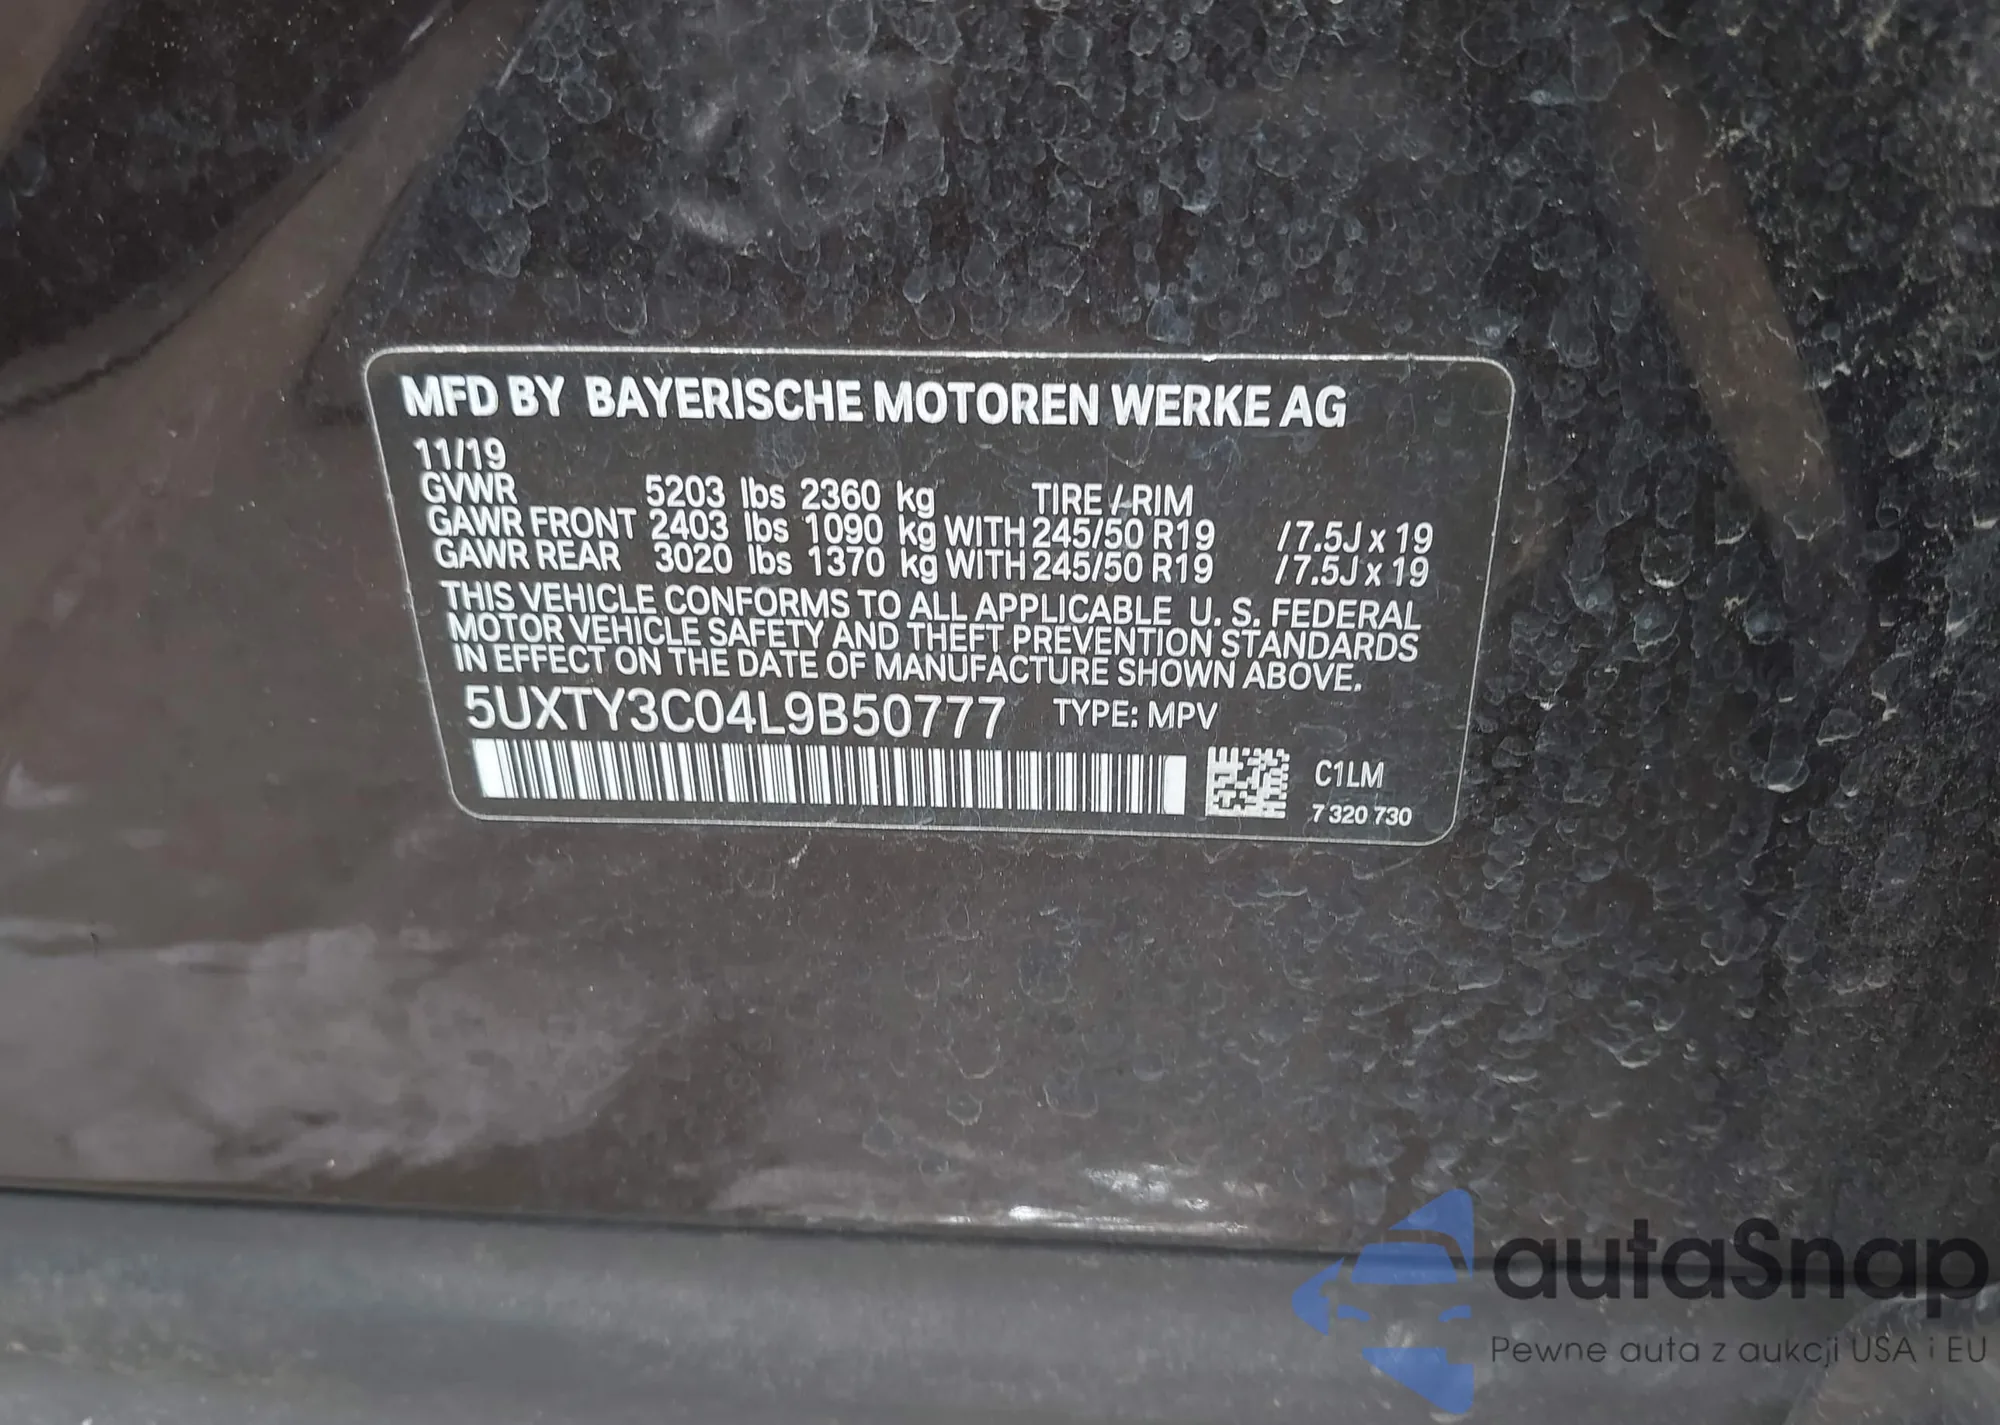 MFD BY BAYERISCHE MOTOREN WERKE AG
11/19
GVWR 5203 lbs 2360 kg TIRE / RIM
GAWR FRONT 2403 lbs 1090 kg WITH 245/50 R19 /7.5J x 19
GAWR REAR 3020 lbs 1370 kg WITH 245/50 R19 /7.5J x 19
THIS VEHICLE CONFORMS TO ALL APPLICABLE U. S. FEDERAL
MOTOR VEHICLE SAFETY AND THEFT PREVENTION STANDARDS
IN EFFECT ON THE DATE OF MANUFACTURE SHOWN ABOVE.
5UXTY3C04L9B50777 TYPE: MPV
C1LM
7 320 730
autaSnap
Pewne auta z aukcji USA i EU